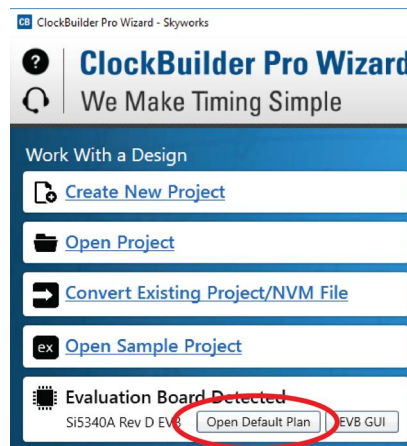 CB ClockBuilder Pro Wizard - Skyworks
? ClockBuilder Pro Wizard
We Make Timing Simple
Work With a Design
Create New Project
Open Project
Convert Existing Project/NVM File
ex Open Sample Project
Evaluation Board Detected
Si5340A Rev D EVB Open Default Plan EVB GUI